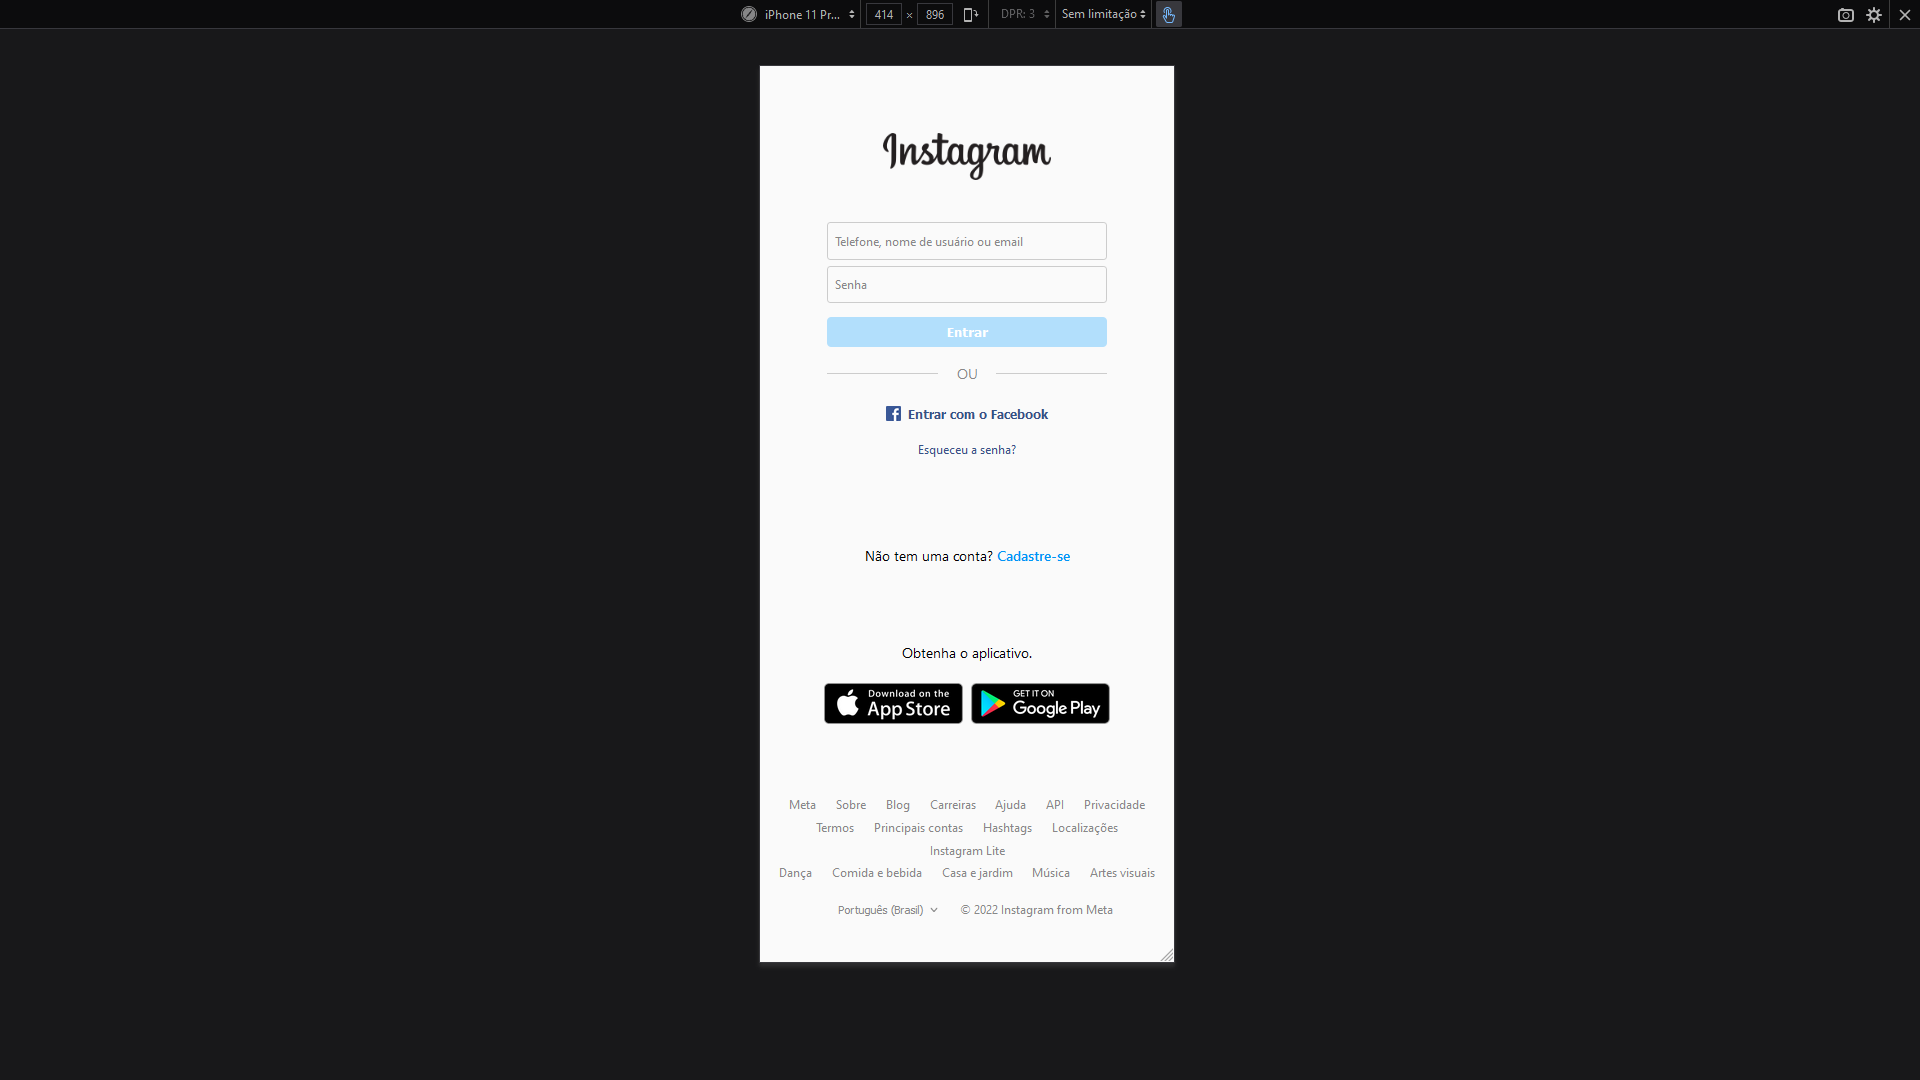 iPhone 11 Pr... 414 × 896 DPR: 3 Sem limitação
Instagram
Telefone, nome de usuário ou email
Senha
Entrar
OU
Entrar com o Facebook
Esqueceu a senha?
Não tem uma conta? Cadastre-se
Obtenha o aplicativo.
Download on the App Store
GET IT ON Google Play
Meta Sobre Blog Carreiras Ajuda API Privacidade
Termos Principais contas Hashtags Localizações
Instagram Lite
Dança Comida e bebida Casa e jardim Música Artes visuais
Português (Brasil) © 2022 Instagram from Meta